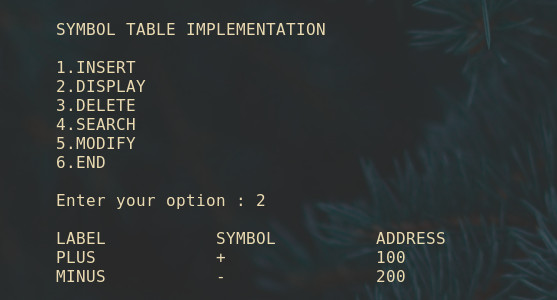 SYMBOL TABLE IMPLEMENTATION
1.INSERT
2.DISPLAY
3.DELETE
4.SEARCH
5.MODIFY
6.END
Enter your option : 2
LABEL SYMBOL ADDRESS
PLUS + 100
MINUS - 200